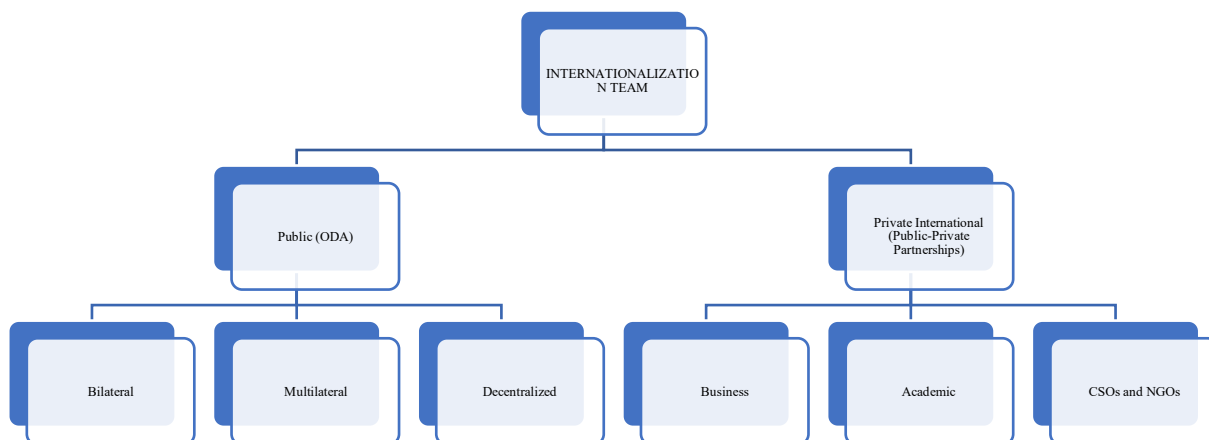 INTERNATIONALIZATIO
N TEAM
Public (ODA)
Private International
(Public-Private
Partnerships)
Bilateral
Multilateral
Decentralized
Business
Academic
CSOs and NGOs